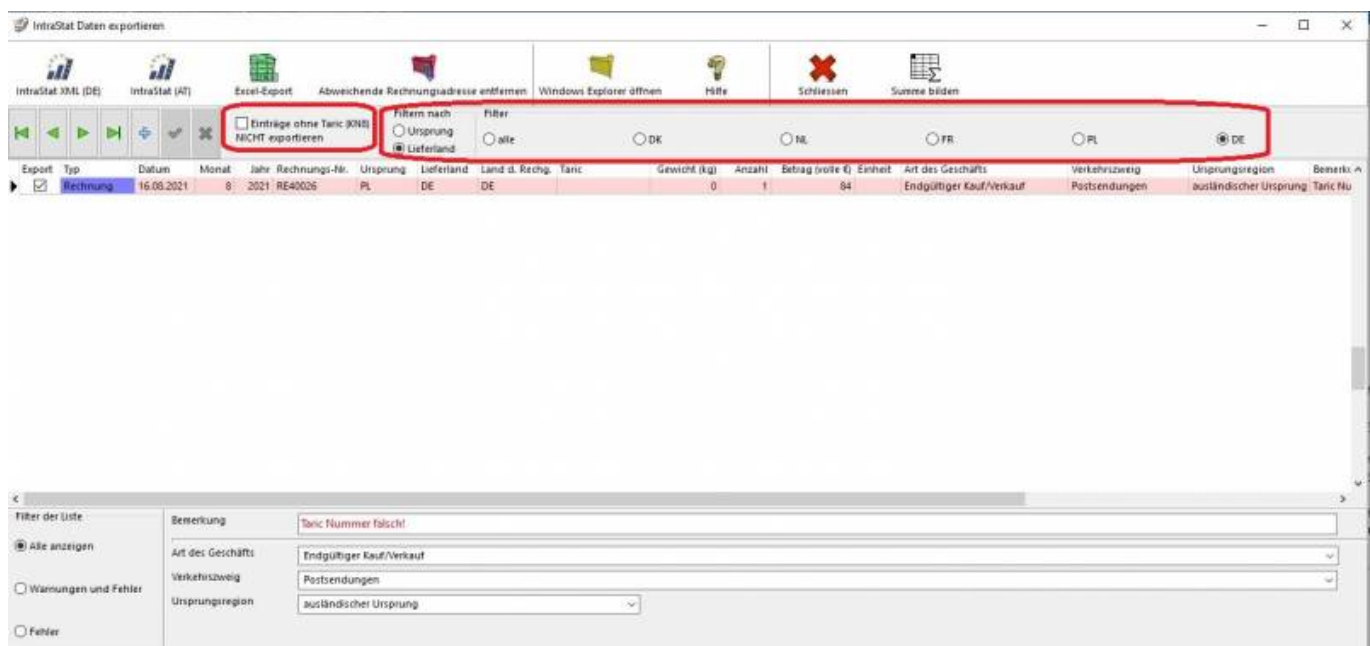 IntraStat Daten exportieren
IntraStat XML (DE) IntraStat (AT) Excel-Export Abweichende Rechnungsadresse entfernen Windows Explorer öffnen Hilfe Schliessen Summe bilden
Einträge ohne Taric (KN8)
NICHT exportieren
Filtern nach
Ursprung
Lieferland
Filter
alle DK NL FR PL DE
Export Typ Datum Monat Jahr Rechnungs-Nr. Ursprung Lieferland Land d. Rechg. Taric Gewicht (kg) Anzahl Betrag (volle €) Einheit Art des Geschäfts Verkehrszweig Ursprungsregion Bemerku
Rechnung 16.08.2021 8 2021 RE40026 PL DE DE 0 1 84 Endgültiger Kauf/Verkauf Postsendungen ausländischer Ursprung Taric Nu
Filter der Liste
Alle anzeigen
Warnungen und Fehler
Fehler
Bemerkung Taric Nummer falsch!
Art des Geschäfts Endgültiger Kauf/Verkauf
Verkehrszweig Postsendungen
Ursprungsregion ausländischer Ursprung